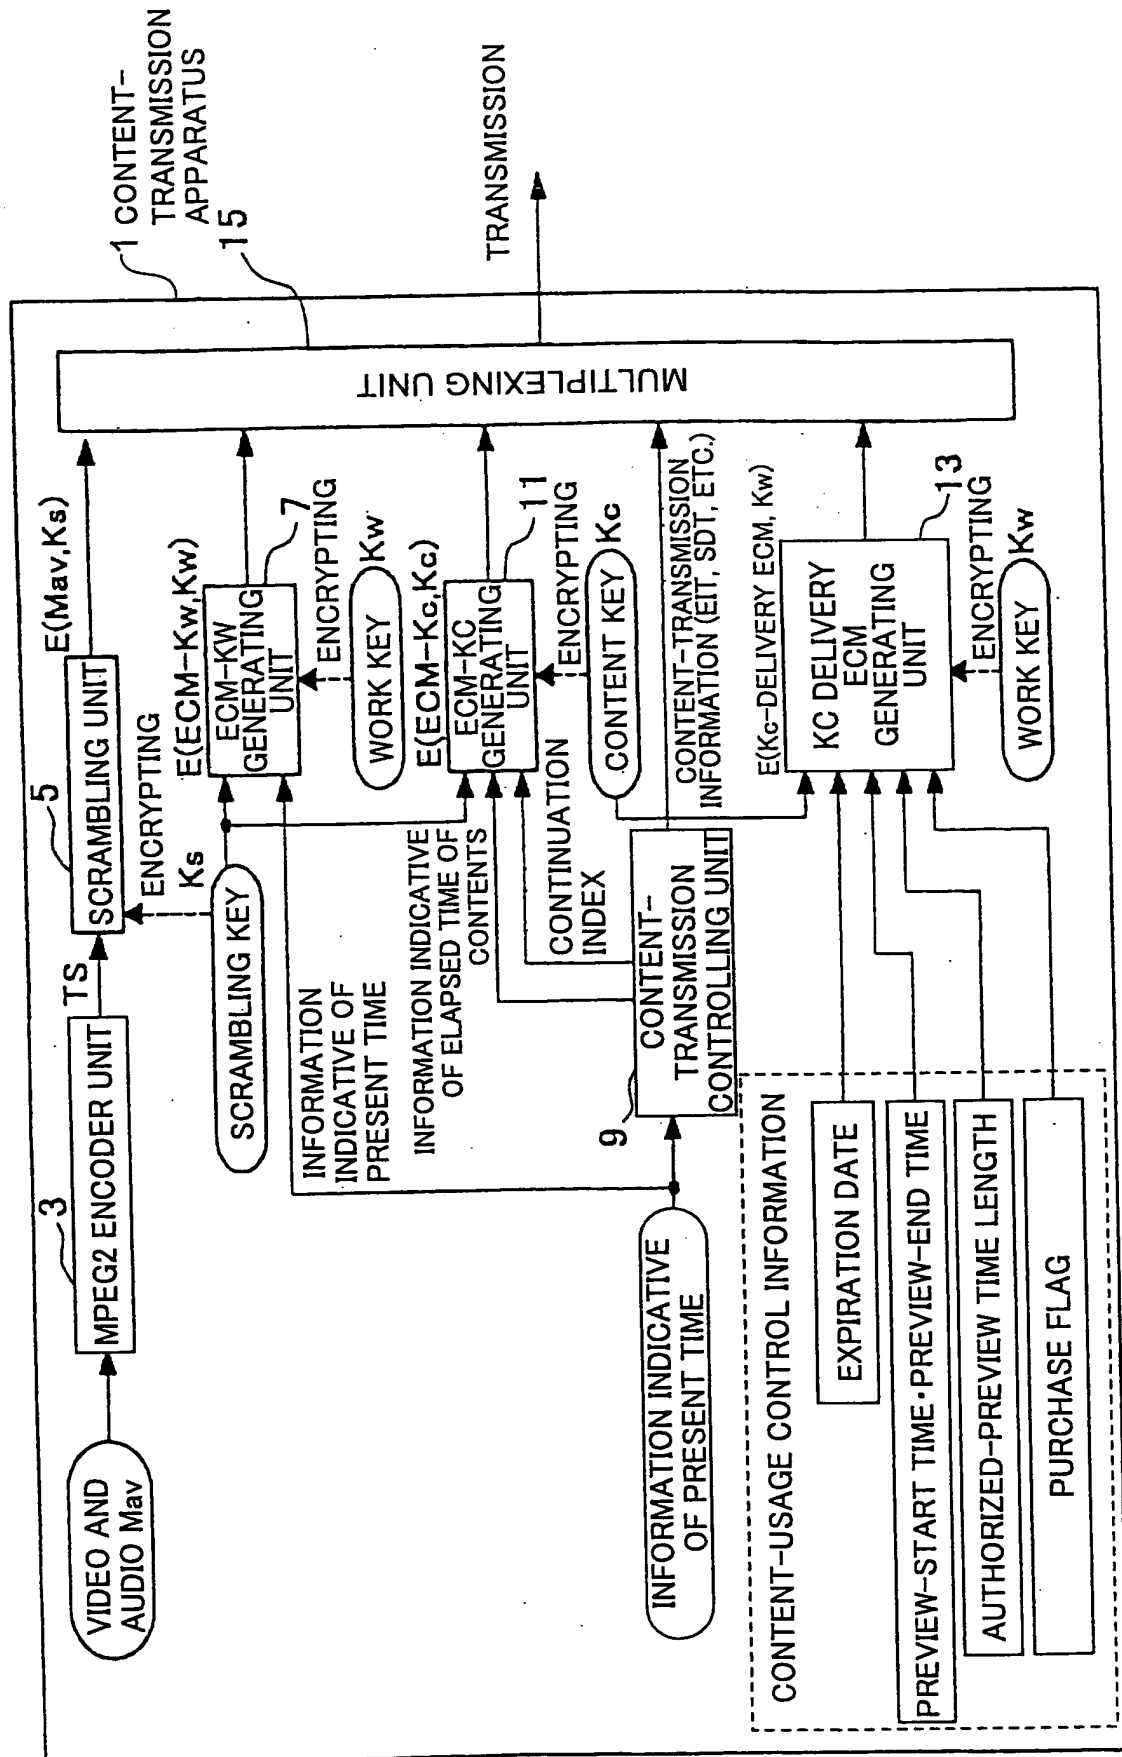 1 CONTENT-
TRANSMISSION
APPARATUS
15
VIDEO AND
AUDIO Mav
3
MPEG2 ENCODER UNIT
TS
5
SCRAMBLING UNIT
E(Mav,Ks)
ENCRYPTING
Ks
SCRAMBLING KEY
E(ECM-Kw,Kw)
7
ECM-KW
GENERATING
UNIT
ENCRYPTING
WORK KEY
Kw
INFORMATION
INDICATIVE OF
PRESENT TIME
E(ECM-Kc,Kc)
11
ECM-KC
GENERATING
UNIT
ENCRYPTING
CONTENT KEY
Kc
INFORMATION INDICATIVE
OF ELAPSED TIME OF
CONTENTS
CONTINUATION
INDEX
MULTIPLEXING UNIT
TRANSMISSION
INFORMATION INDICATIVE
OF PRESENT TIME
9
CONTENT-
TRANSMISSION
CONTROLLING UNIT
CONTENT-TRANSMISSION
INFORMATION (EIT, SDT, ETC.)
E(Kc-DELIVERY ECM, Kw)
13
KC DELIVERY
ECM
GENERATING
UNIT
ENCRYPTING
WORK KEY
Kw
CONTENT-USAGE CONTROL INFORMATION
EXPIRATION DATE
PREVIEW-START TIME·PREVIEW-END TIME
AUTHORIZED-PREVIEW TIME LENGTH
PURCHASE FLAG